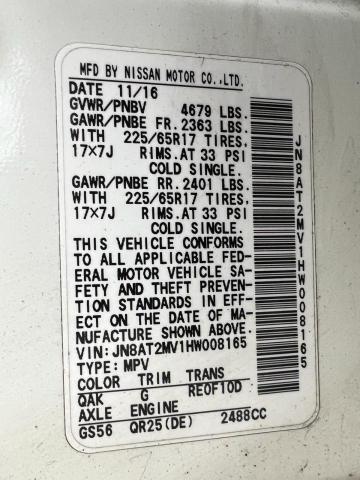 MFD BY NISSAN MOTOR CO.,LTD.
DATE 11/16
GVWR/PNBV 4679 LBS.
GAWR/PNBE FR. 2363 LBS.
WITH 225/65R17 TIRES,
17×7J RIMS.AT 33 PSI
COLD SINGLE.
GAWR/PNBE RR. 2401 LBS.
WITH 225/65R17 TIRES,
17×7J RIMS.AT 33 PSI
COLD SINGLE.
THIS VEHICLE CONFORMS
TO ALL APPLICABLE FED-
ERAL MOTOR VEHICLE SA-
FETY AND THEFT PREVEN-
TION STANDARDS IN EFF-
ECT ON THE DATE OF MA-
NUFACTURE SHOWN ABOVE.
VIN: JN8AT2MV1HW008165
TYPE: MPV
COLOR TRIM TRANS
QAK G RE0F10D
AXLE ENGINE
GS56 QR25(DE) 2488CC
JN8AT2MV1HW008165